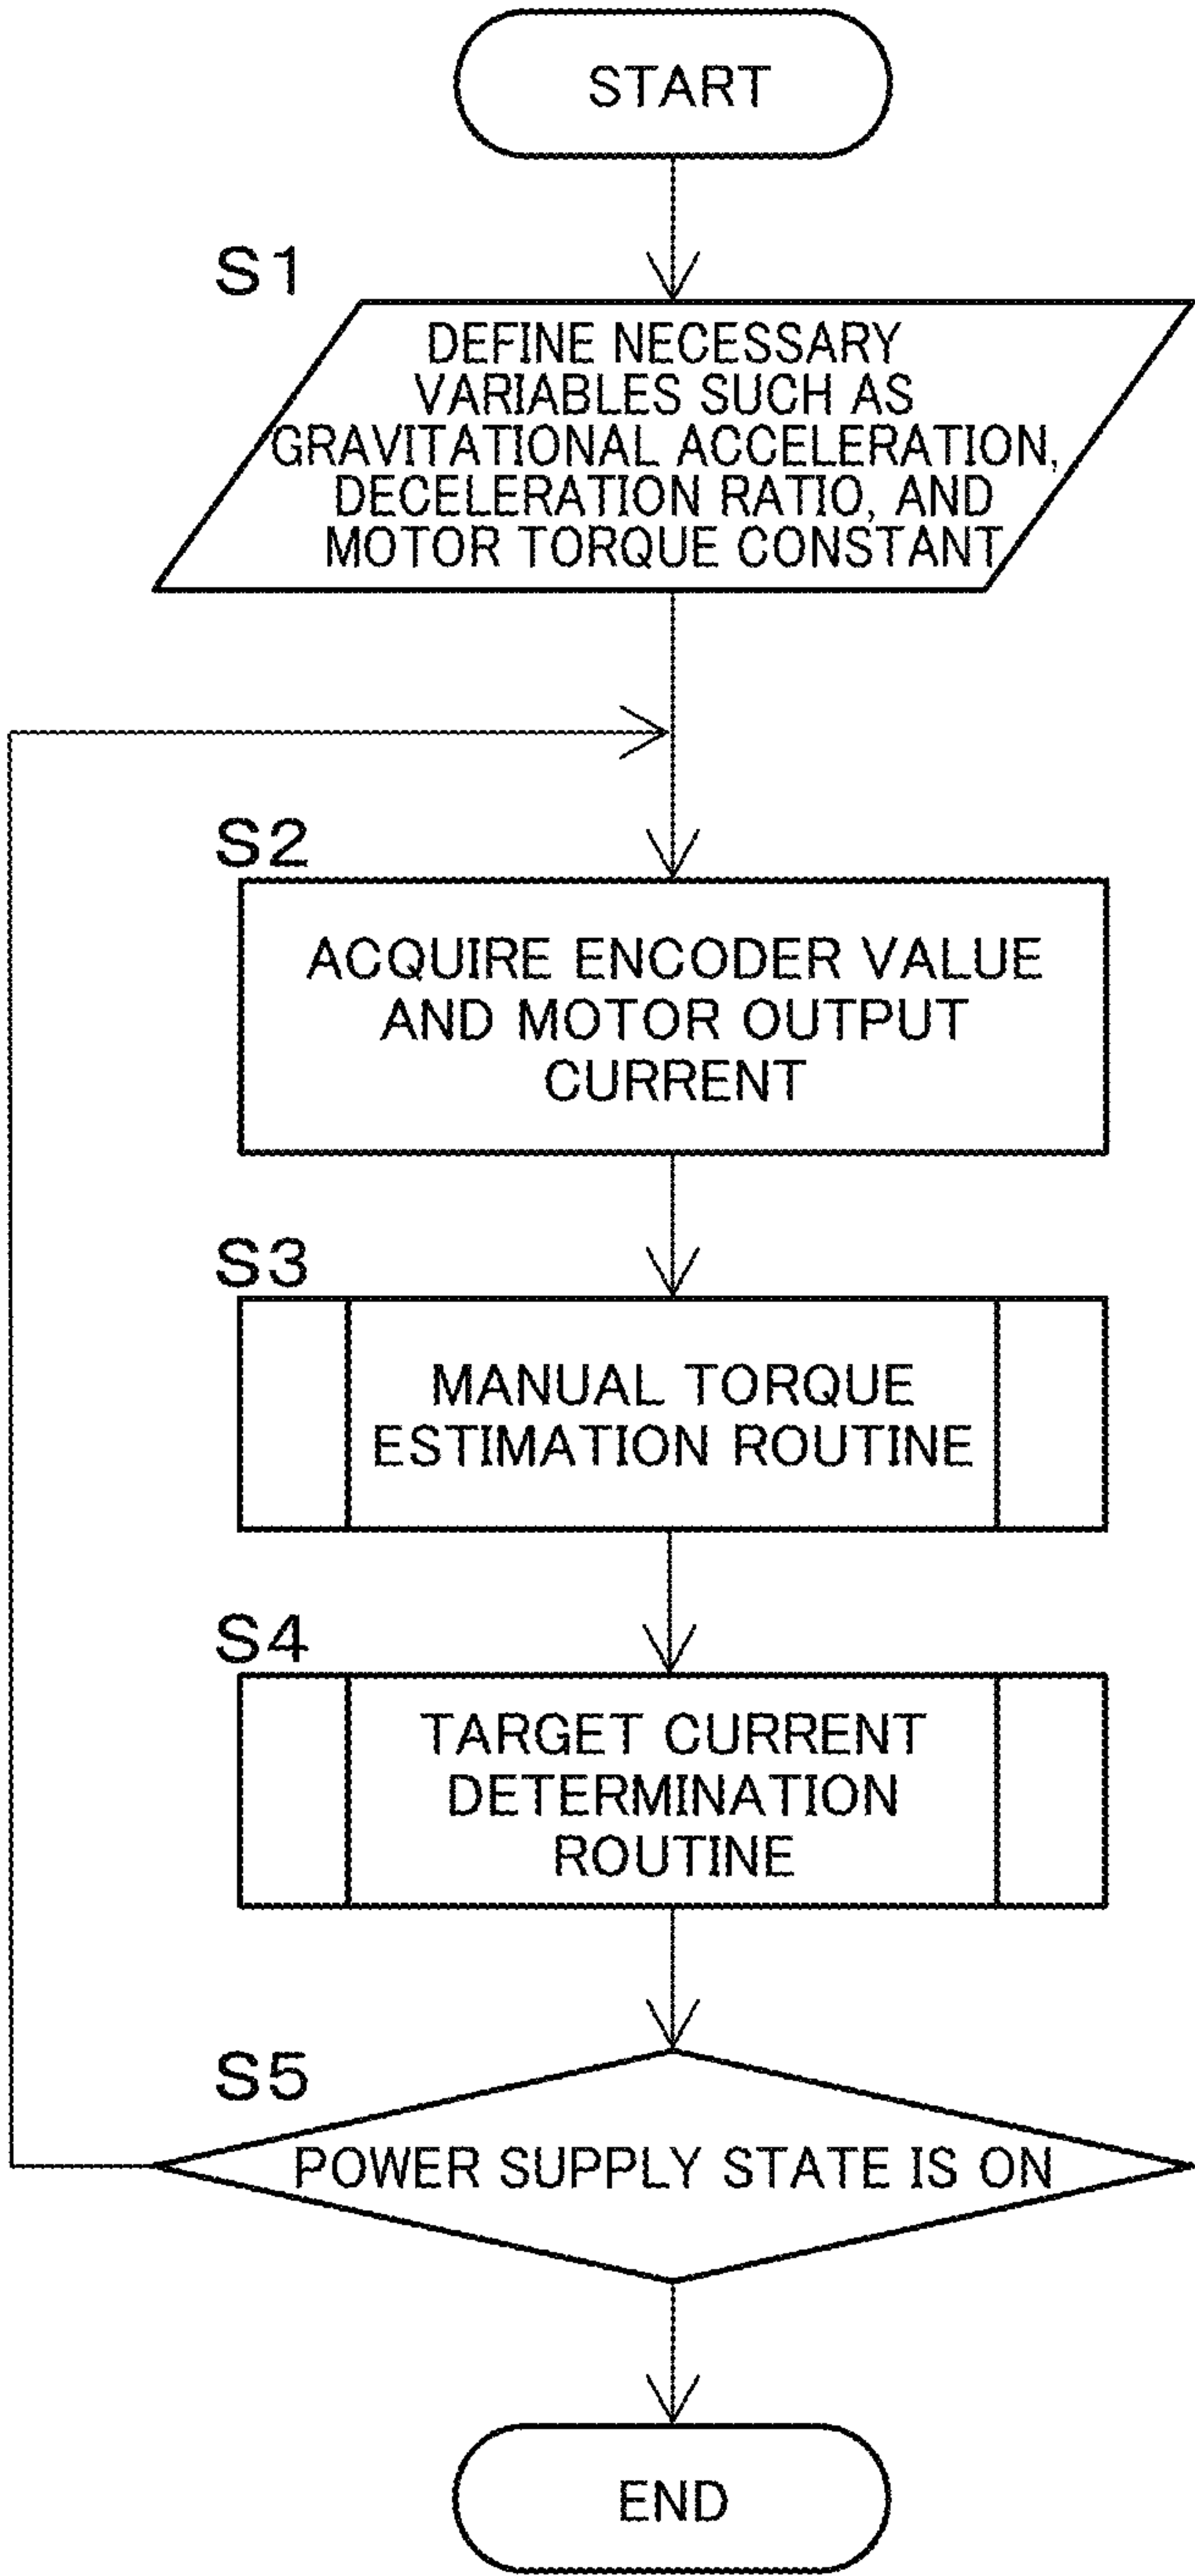 START
S1
DEFINE NECESSARY
VARIABLES SUCH AS
GRAVITATIONAL ACCELERATION,
DECELERATION RATIO, AND
MOTOR TORQUE CONSTANT
S2
ACQUIRE ENCODER VALUE
AND MOTOR OUTPUT
CURRENT
S3
MANUAL TORQUE
ESTIMATION ROUTINE
S4
TARGET CURRENT
DETERMINATION
ROUTINE
S5
POWER SUPPLY STATE IS ON
END